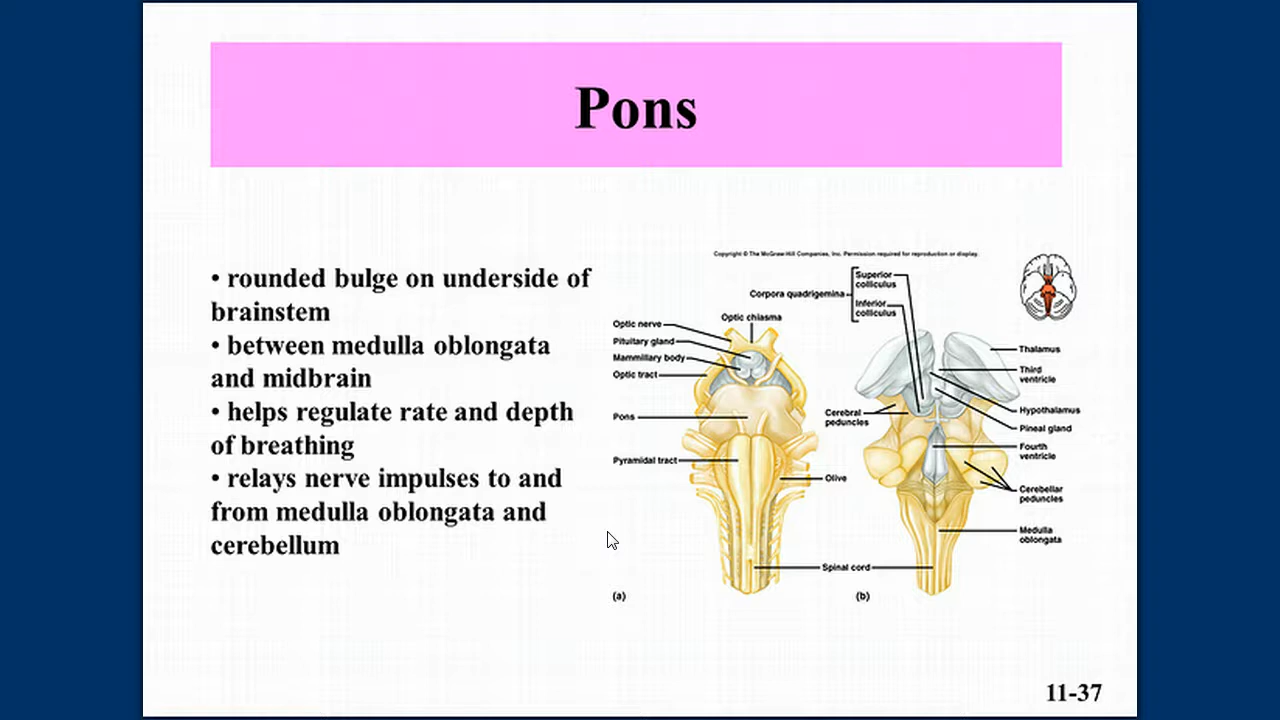 Pons
• rounded bulge on underside of
brainstem
• between medulla oblongata
and midbrain
• helps regulate rate and depth
of breathing
• relays nerve impulses to and
from medulla oblongata and
cerebellum
Copyright © The McGraw-Hill Companies, Inc. Permission required for reproduction or display.
Optic nerve
Pituitary gland
Mammillary body
Optic tract
Pons
Pyramidal tract
Optic chiasma
Olive
Spinal cord
(a)
Corpora quadrigemina
Superior
colliculus
Inferior
colliculus
Cerebral
peduncles
Thalamus
Third
ventricle
Hypothalamus
Pineal gland
Fourth
ventricle
Cerebellar
peduncles
Medulla
oblongata
(b)
11-37